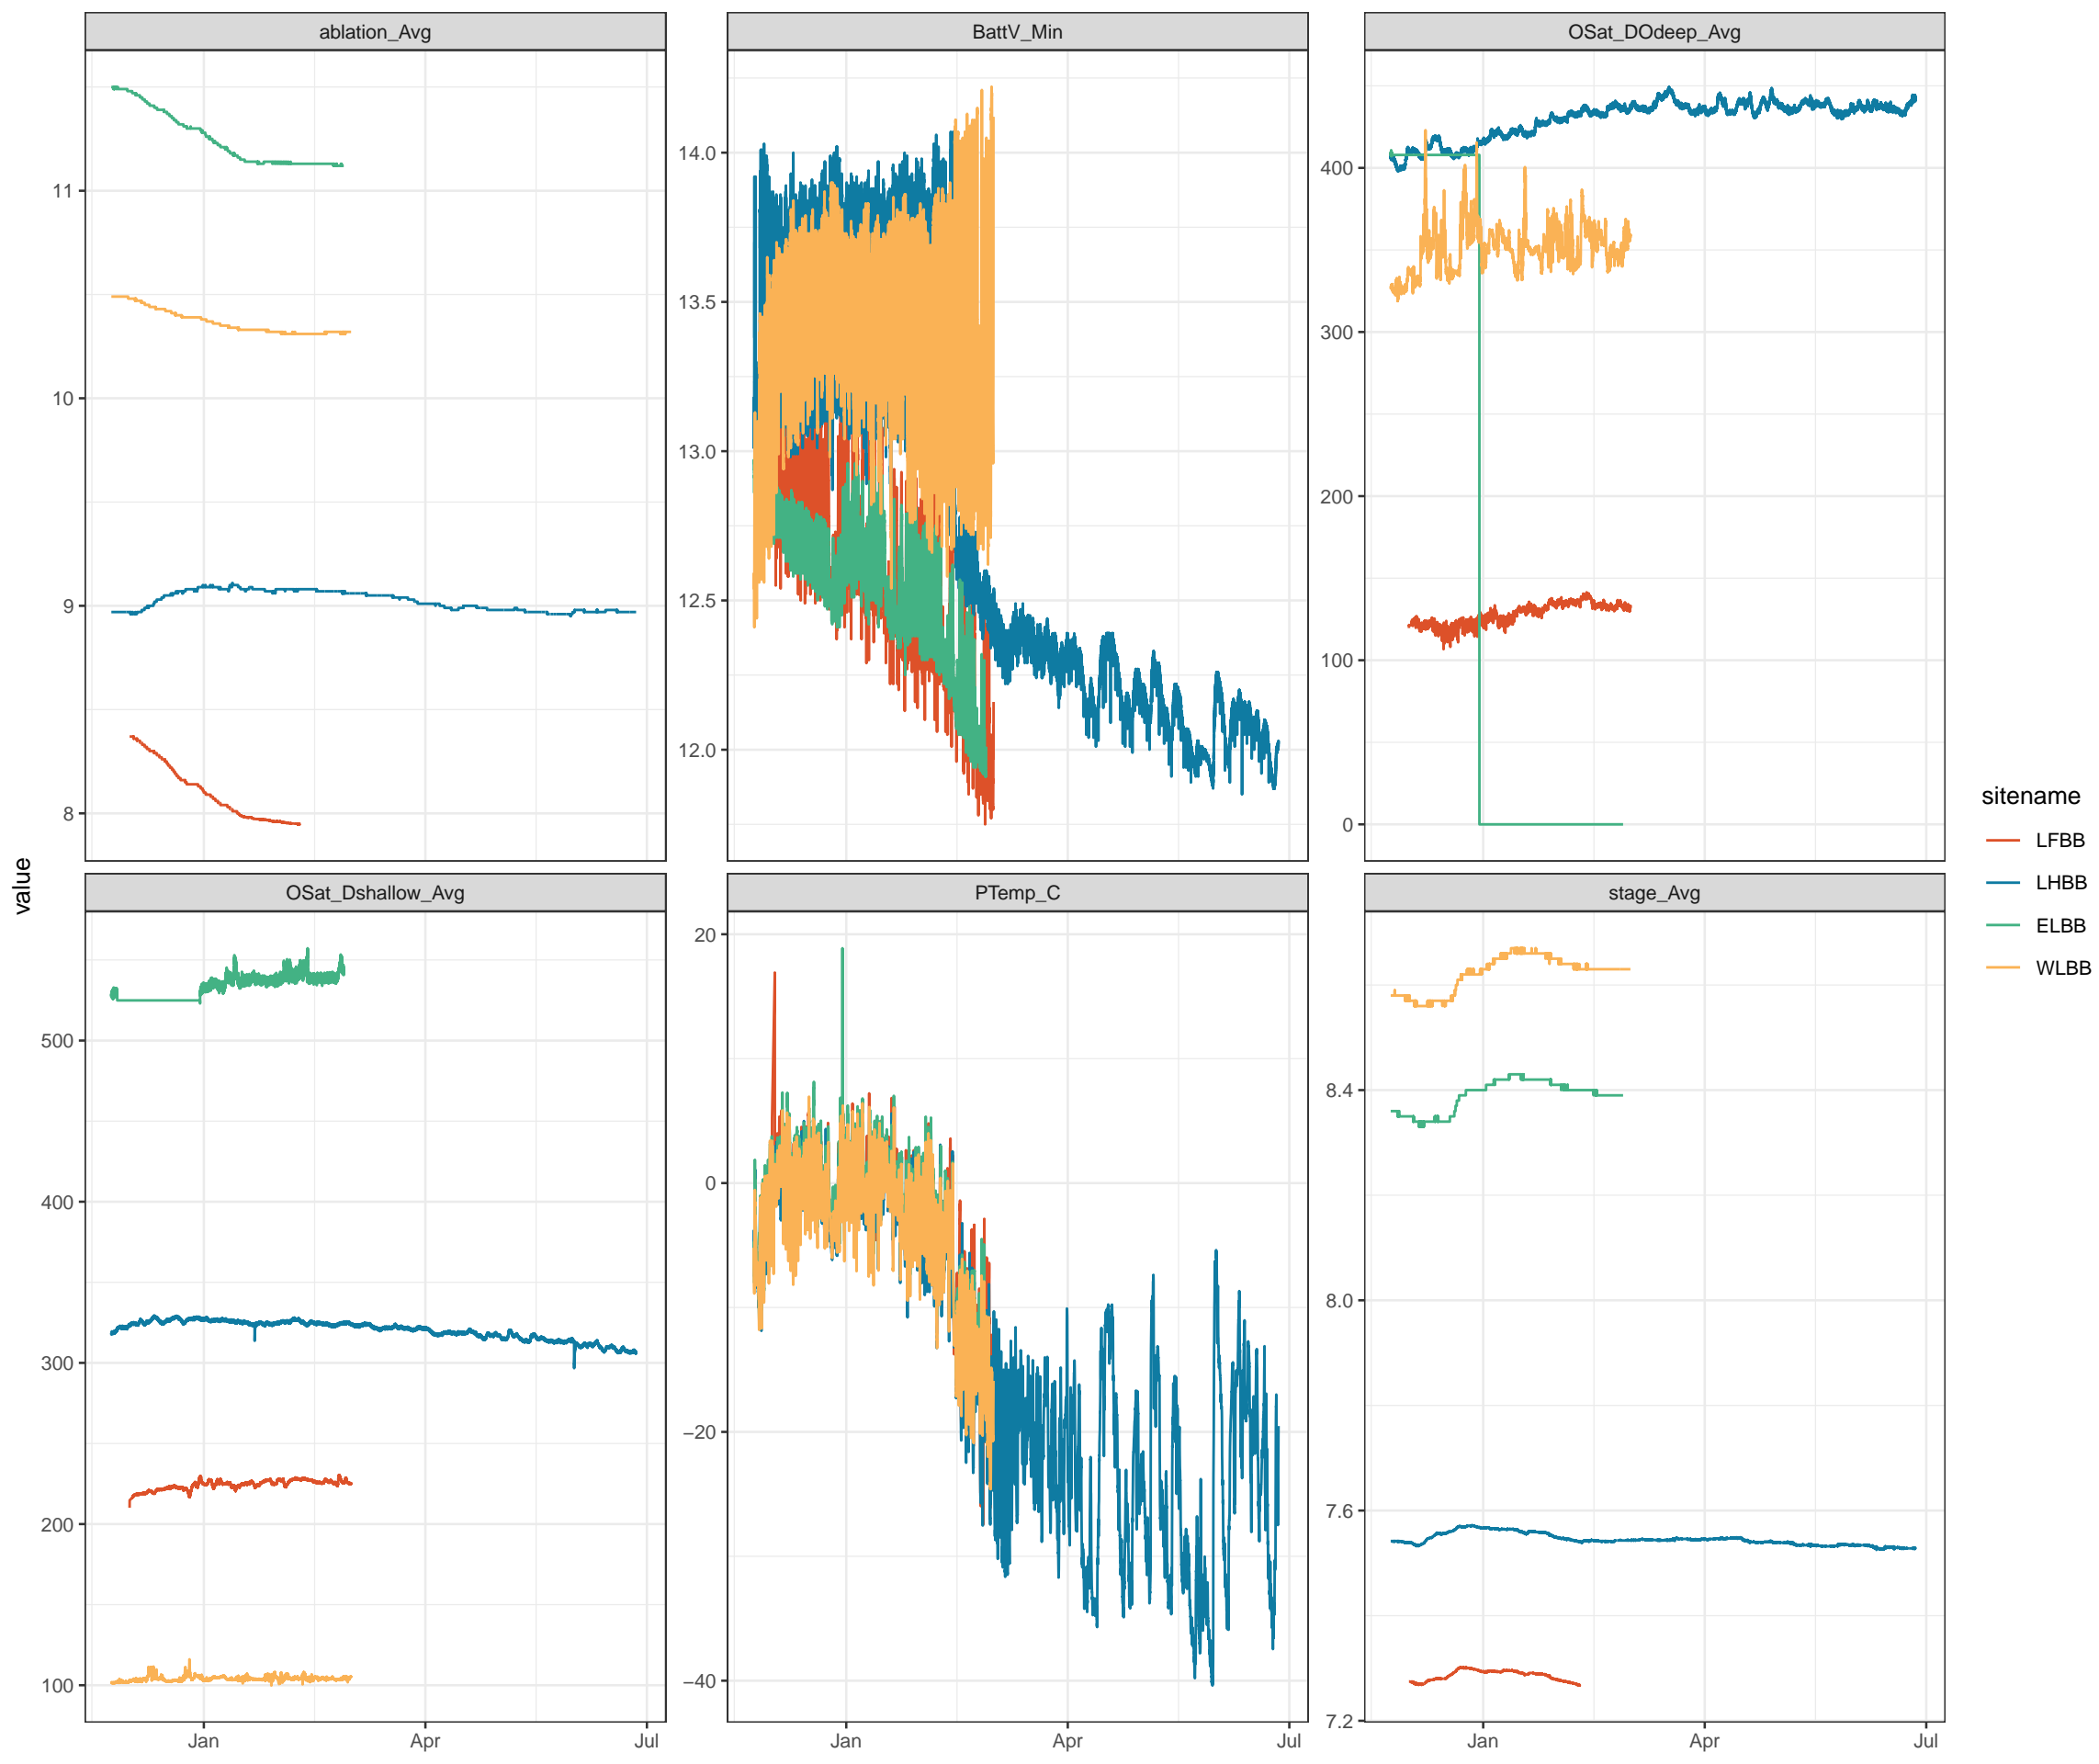 ablation_Avg
BattV_Min
OSat_DOdeep_Avg
11
10
9
8
14.0
13.5
13.0
12.5
12.0
400
300
200
100
0
value
OSat_Dshallow_Avg
PTemp_C
stage_Avg
500
400
300
200
100
20
0
−20
−40
8.4
8.0
7.6
7.2
Jan
Apr
Jul
Jan
Apr
Jul
Jan
Apr
Jul
sitename
LFBB
LHBB
ELBB
WLBB